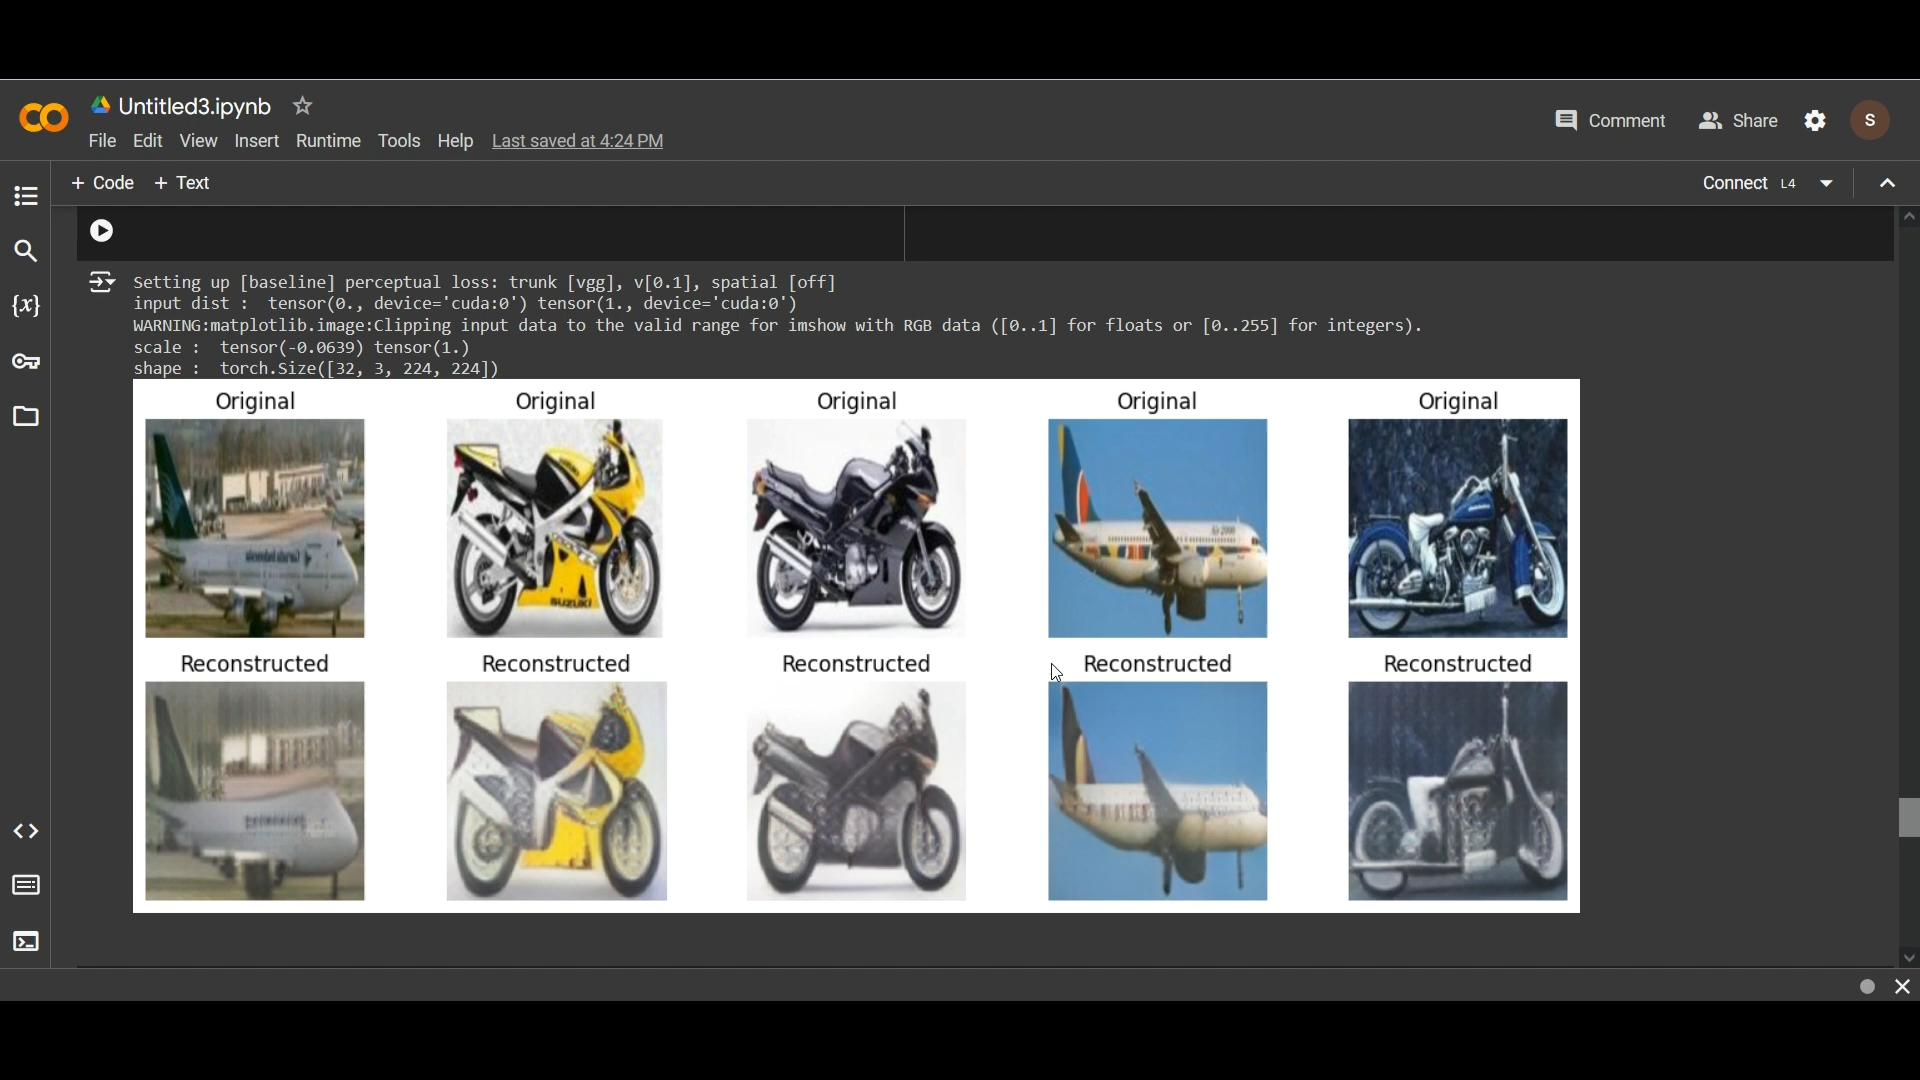 Untitled3.ipynb
File Edit View Insert Runtime Tools Help Last saved at 4:24 PM
Comment Share S
+ Code + Text
Connect L4
{x}
Setting up [baseline] perceptual loss: trunk [vgg], v[0.1], spatial [off]
input dist :  tensor(0., device='cuda:0') tensor(1., device='cuda:0')
WARNING:matplotlib.image:Clipping input data to the valid range for imshow with RGB data ([0..1] for floats or [0..255] for integers).
scale :  tensor(-0.0639) tensor(1.)
shape :  torch.Size([32, 3, 224, 224])
Original Original Original Original Original
SUZUKI
Air 2000
Reconstructed Reconstructed Reconstructed Reconstructed Reconstructed